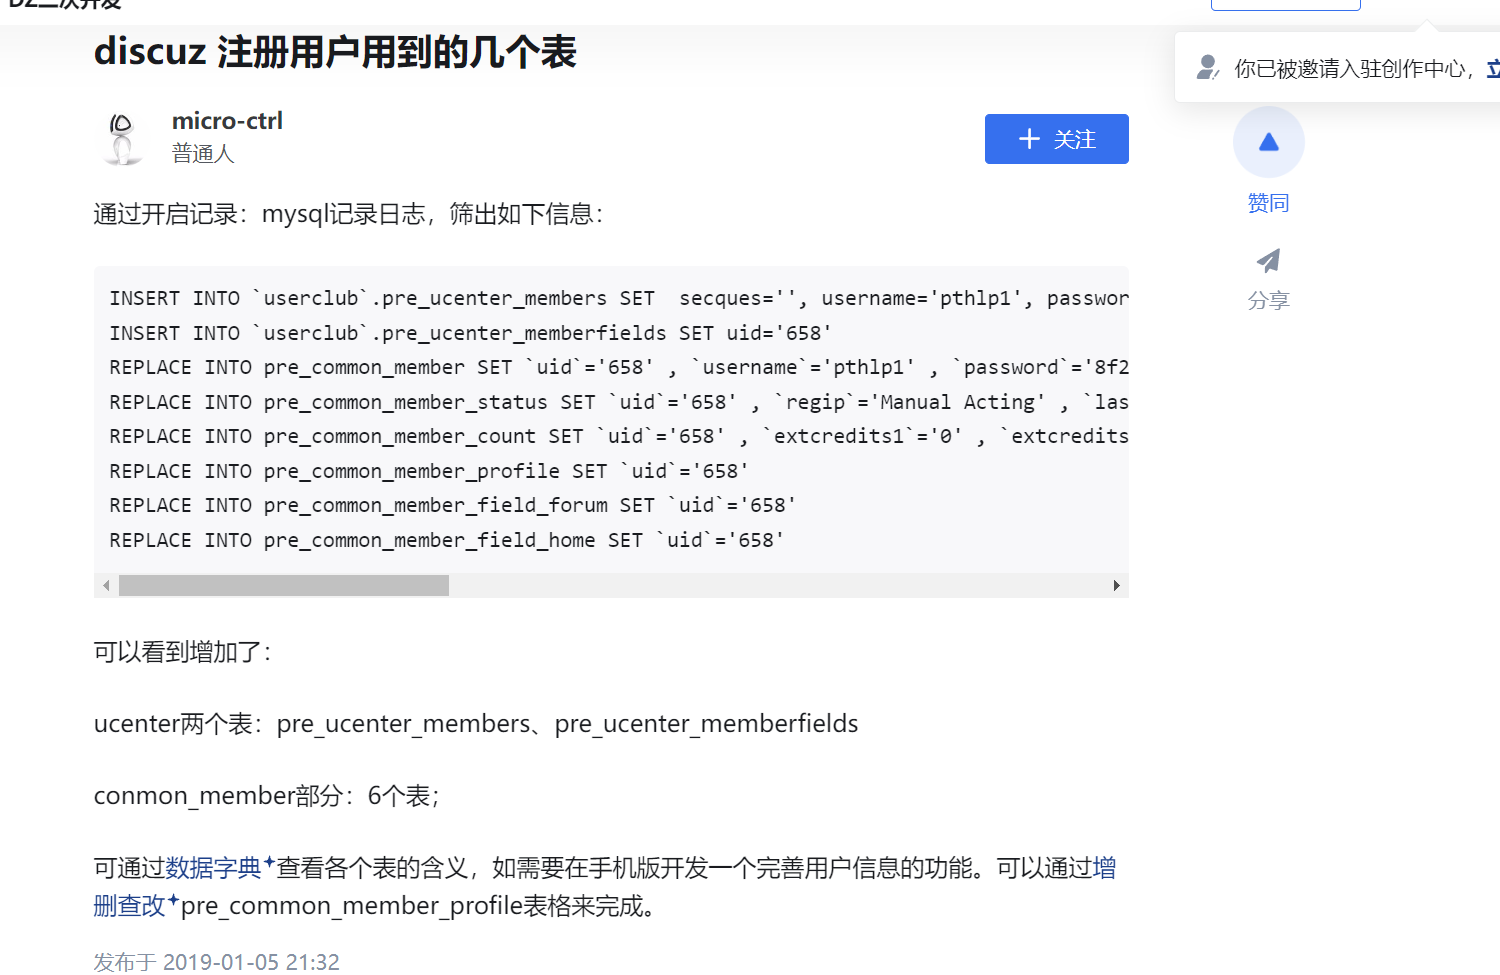 DZ二次开发
discuz 注册用户用到的几个表
你已被邀请入驻创作中心，立
micro-ctrl
普通人
关注
赞同
分享
通过开启记录：mysql记录日志，筛出如下信息：
INSERT INTO `userclub`.pre_ucenter_members SET  secques='', username='pthlp1', passwor
INSERT INTO `userclub`.pre_ucenter_memberfields SET uid='658'
REPLACE INTO pre_common_member SET `uid`='658' , `username`='pthlp1' , `password`='8f2
REPLACE INTO pre_common_member_status SET `uid`='658' , `regip`='Manual Acting' , `las
REPLACE INTO pre_common_member_count SET `uid`='658' , `extcredits1`='0' , `extcredits
REPLACE INTO pre_common_member_profile SET `uid`='658'
REPLACE INTO pre_common_member_field_forum SET `uid`='658'
REPLACE INTO pre_common_member_field_home SET `uid`='658'
可以看到增加了：
ucenter两个表：pre_ucenter_members、pre_ucenter_memberfields
conmon_member部分：6个表；
可通过数据字典查看各个表的含义，如需要在手机版开发一个完善用户信息的功能。可以通过增
删查改pre_common_member_profile表格来完成。
发布于 2019-01-05 21:32